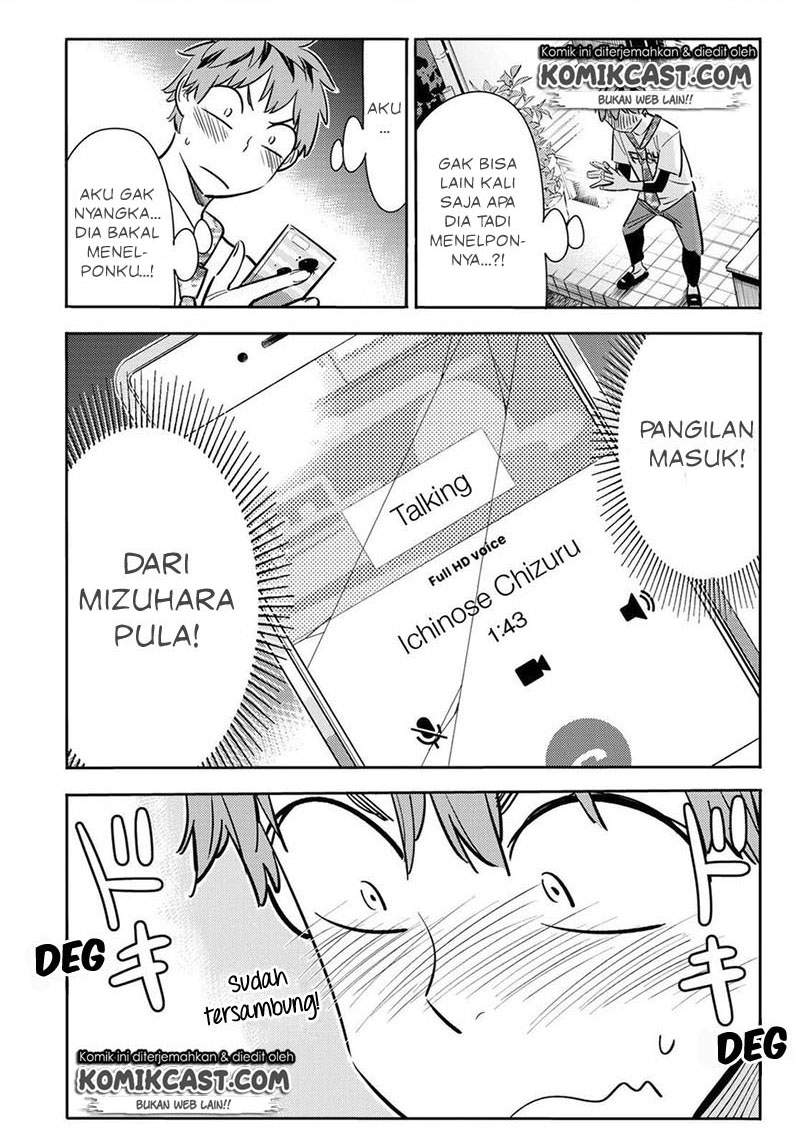 Komik ini diterjemahkan & diedit oleh
KOMIKCAST.COM
BUKAN WEB LAIN!!
GAK BISA
LAIN KALI
SAJA APA
DIA TADI
MENELPON-
NYA...?!
AKU
...
AKU GAK
NYANGKA...
DIA BAKAL
MENEL-
PONKU...!
PANGILAN
MASUK!
Talking
Full HD voice
Ichinose Chizuru
1:43
DARI
MIZUHARA
PULA!
ドキ
DEG
ドキ
DEG
sudah
tersambung!
Komik ini diterjemahkan & diedit oleh
KOMIKCAST.COM
BUKAN WEB LAIN!!